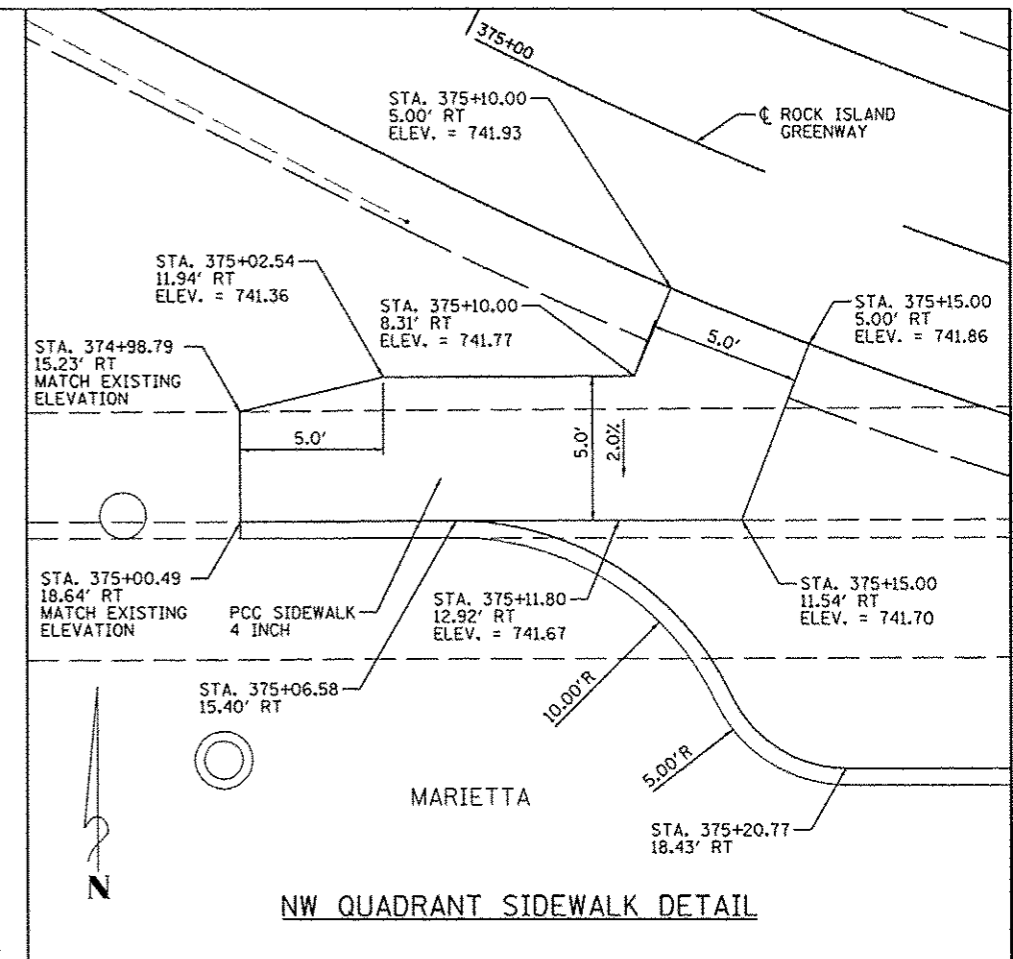 375+00
STA. 375+10.00
5.00' RT
ELEV. = 741.93
℄ ROCK ISLAND
GREENWAY
STA. 375+02.54
11.94' RT
ELEV. = 741.36
STA. 375+10.00
8.31' RT
ELEV. = 741.77
STA. 375+15.00
5.00' RT
ELEV. = 741.86
5.0'
STA. 374+98.79
15.23' RT
MATCH EXISTING
ELEVATION
5.0'
5.0'
2.0%
STA. 375+00.49
18.64' RT
MATCH EXISTING
ELEVATION
PCC SIDEWALK
4 INCH
STA. 375+11.80
12.92' RT
ELEV. = 741.67
STA. 375+15.00
11.54' RT
ELEV. = 741.70
STA. 375+06.58
15.40' RT
10.00'R
5.00'R
MARIETTA
STA. 375+20.77
18.43' RT
N
NW QUADRANT SIDEWALK DETAIL